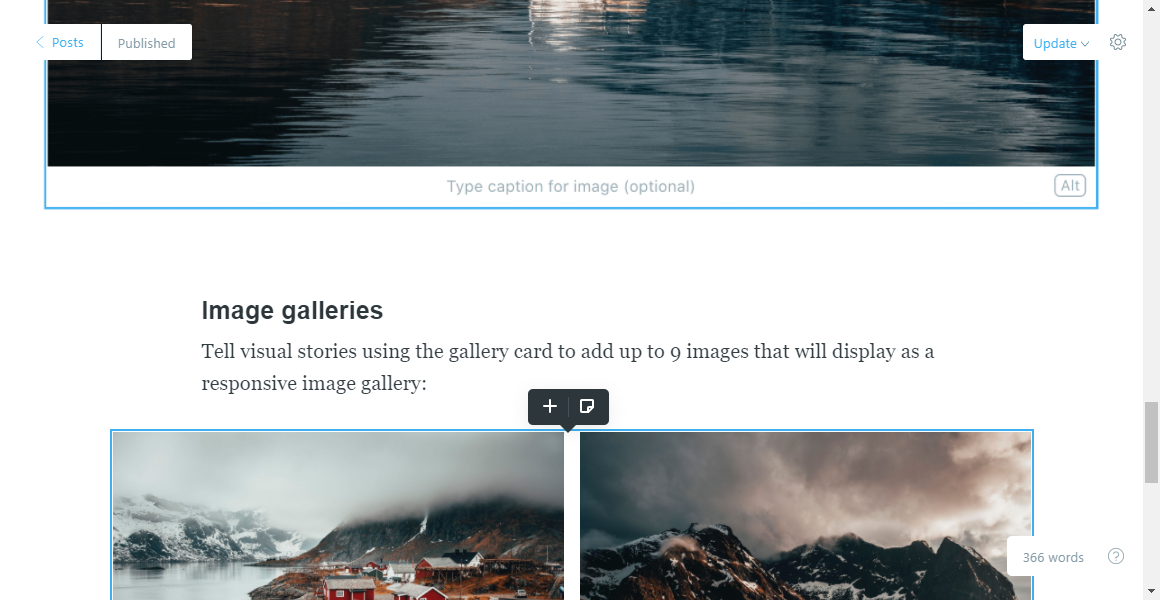 Posts
Published
Update
Type caption for image (optional)
Alt
Image galleries
Tell visual stories using the gallery card to add up to 9 images that will display as a
responsive image gallery:
366 words
?